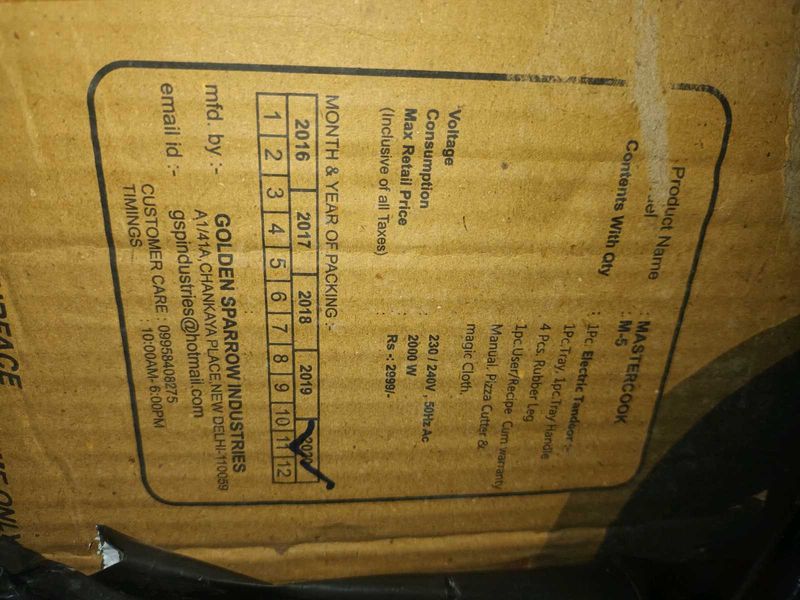 Product Name : MASTERCOOK
: M-5
Contents With Qty : 1Pc. Electric Tandoor :-
1Pc.Tray, 1pc.Tray Handle
4 Pcs, Rubber Leg
1pc.User/Recipe Cum warranty
Manual, Pizza Cutter &
magic Cloth,
Voltage : 230 / 240V , 50Hz Ac
Consumption : 2000 W
Max Retail Price : Rs -: 2999/-
(Inclusive of all Taxes)
MONTH & YEAR OF PACKING :-
2016 2017 2018 2019 2020
1 2 3 4 5 6 7 8 9 10 11 12
mfd. by :- GOLDEN SPARROW INDUSTRIES
A1/41A, CHANKAYA PLACE, NEW DELHI-110059
email id :- gspindustries@hotmail.com
CUSTOMER CARE : 09958408275
TIMINGS : 10:00AM- 6:00PM
ME ONLY